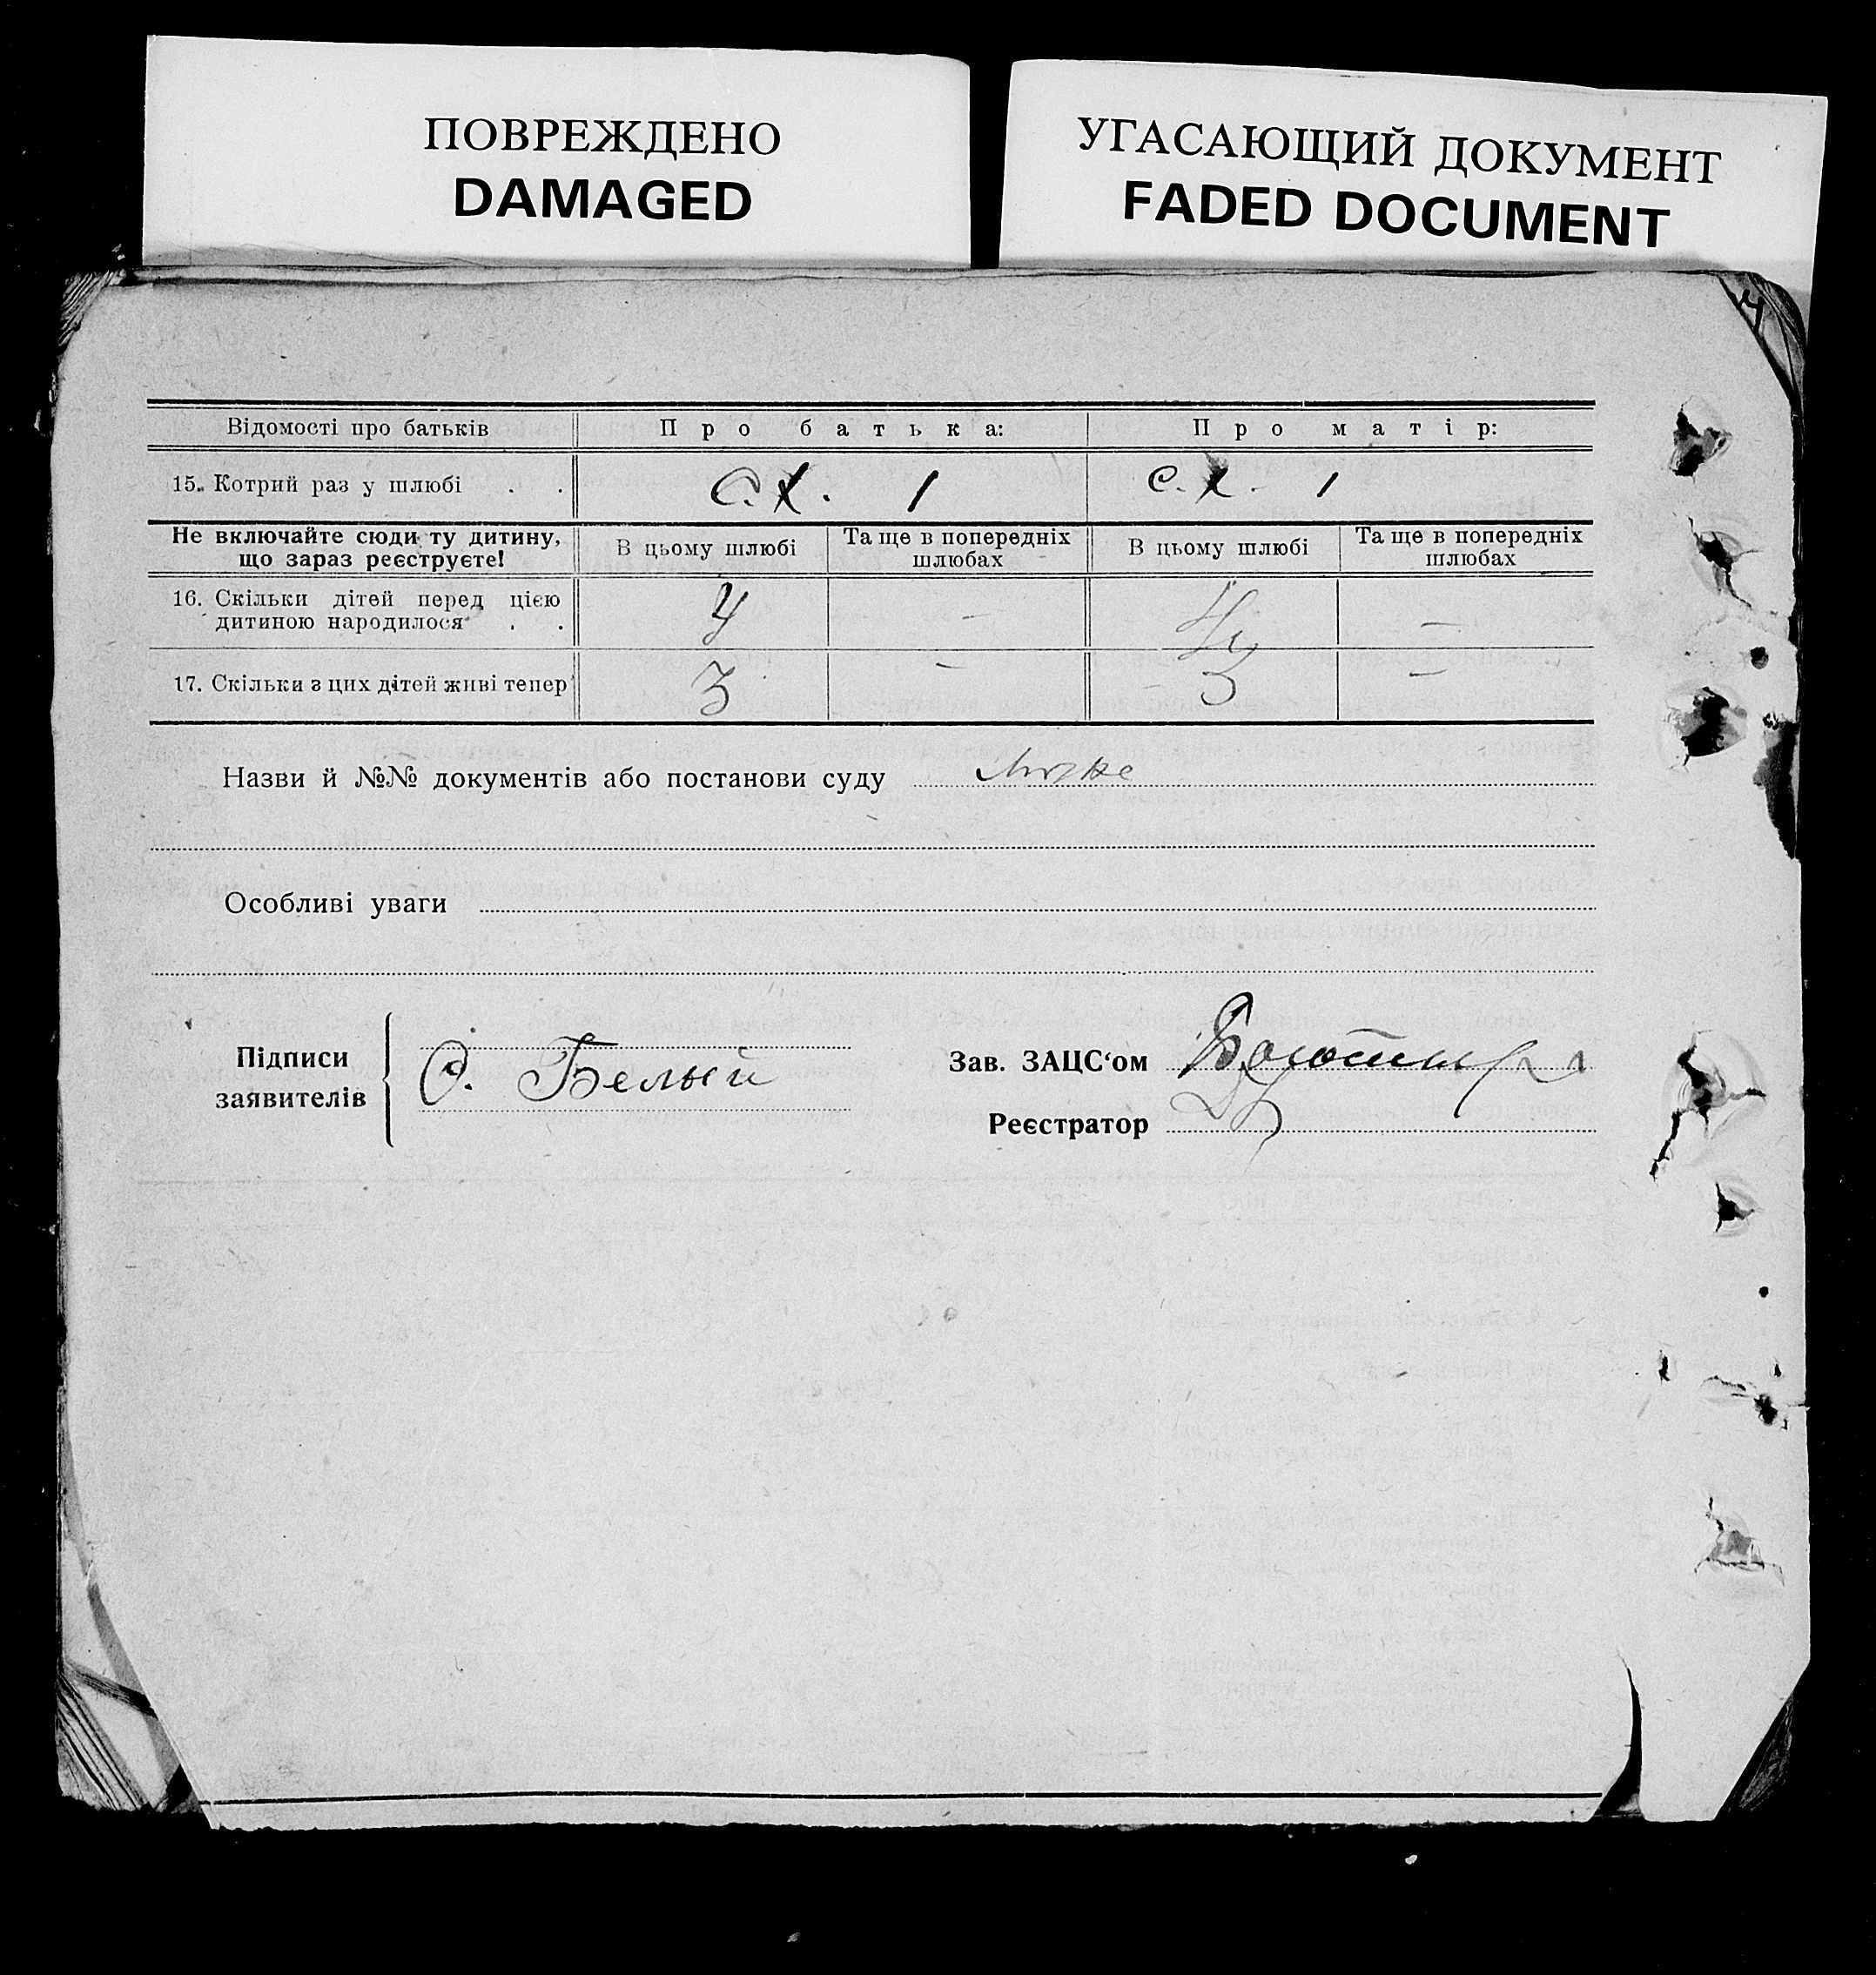 ПОВРЕЖДЕНО
DAMAGED
УГАСАЮЩИЙ ДОКУМЕНТ
FADED DOCUMENT
Відомості про батьків Про батька: Про матір:
15. Котрий раз у шлюбі . . С.Х. 1 С.Х. 1
Не включайте сюди ту дитину, що зараз реєструєте! В цьому шлюбі Та ще в попередніх шлюбах В цьому шлюбі Та ще в попередніх шлюбах
16. Скільки дітей перед цією
дитиною народилося . . 4 – 4 –
17. Скільки з цих дітей живі тепер 3 – 3 –
Назви й №№ документів або постанови суду
Особливі уваги
Підписи
заявителів
О. Белый
Зав. ЗАЦС‘ом
Реєстратор